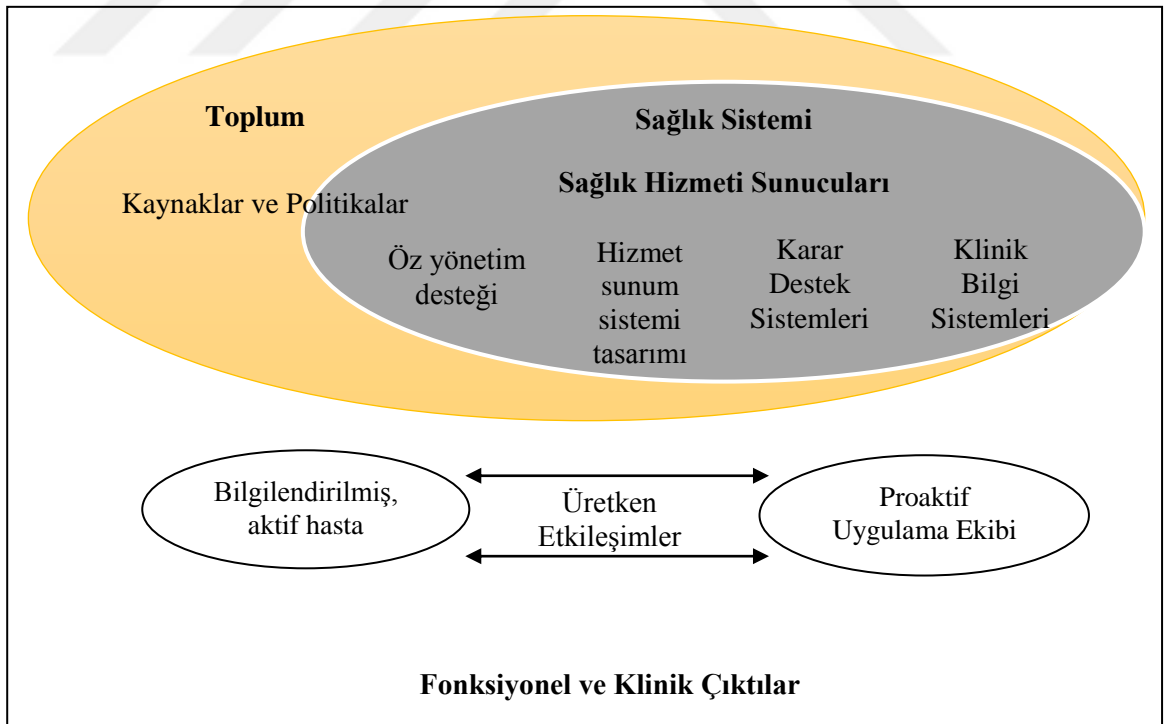 Toplum
Sağlık Sistemi
Sağlık Hizmeti Sunucuları
Kaynaklar ve Politikalar
Öz yönetim
desteği
Hizmet
sunum
sistemi
tasarımı
Karar
Destek
Sistemleri
Klinik
Bilgi
Sistemleri
Bilgilendirilmiş,
aktif hasta
Üretken
Etkileşimler
Proaktif
Uygulama Ekibi
Fonksiyonel ve Klinik Çıktılar